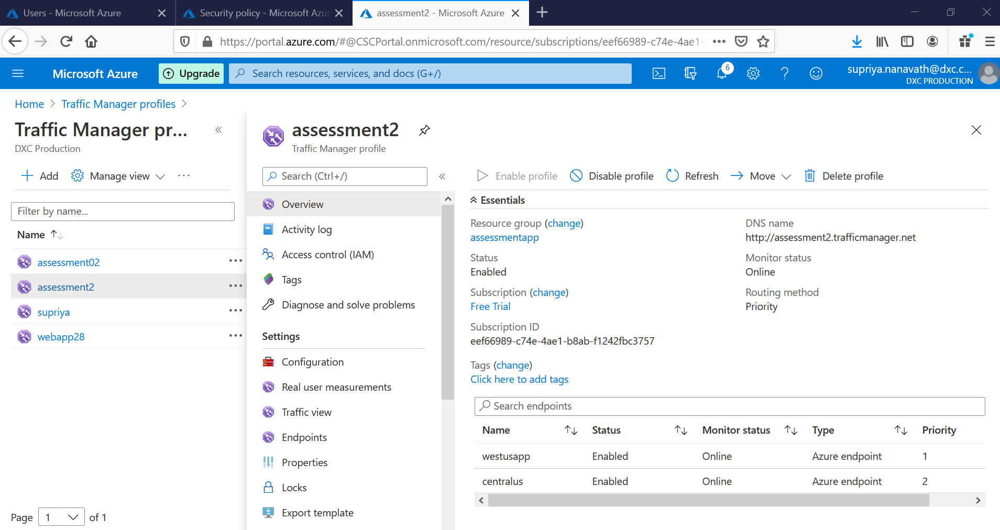 Users - Microsoft Azure
Security policy - Microsoft Azur
assessment2 - Microsoft Azure
https://portal.azure.com/#@CSCPortal.onmicrosoft.com/resource/subscriptions/eef66989-c74e-4ae1-
Microsoft Azure
Upgrade
Search resources, services, and docs (G+/)
6
supriya.nanavath@dxc.c...
DXC PRODUCTION
Home > Traffic Manager profiles >
Traffic Manager pr...
DXC Production
Add
Manage view
Filter by name...
Name
assessment02
assessment2
supriya
webapp28
Page 1 of 1
assessment2
Traffic Manager profile
Search (Ctrl+/)
Overview
Activity log
Access control (IAM)
Tags
Diagnose and solve problems
Settings
Configuration
Real user measurements
Traffic view
Endpoints
Properties
Locks
Export template
Enable profile
Disable profile
Refresh
Move
Delete profile
Essentials
Resource group (change)
assessmentapp
Status
Enabled
Subscription (change)
Free Trial
Subscription ID
eef66989-c74e-4ae1-b8ab-f1242fbc3757
Tags (change)
Click here to add tags
DNS name
http://assessment2.trafficmanager.net
Monitor status
Online
Routing method
Priority
Search endpoints
Name Status Monitor status Type Priority
westusapp Enabled Online Azure endpoint 1
centralus Enabled Online Azure endpoint 2